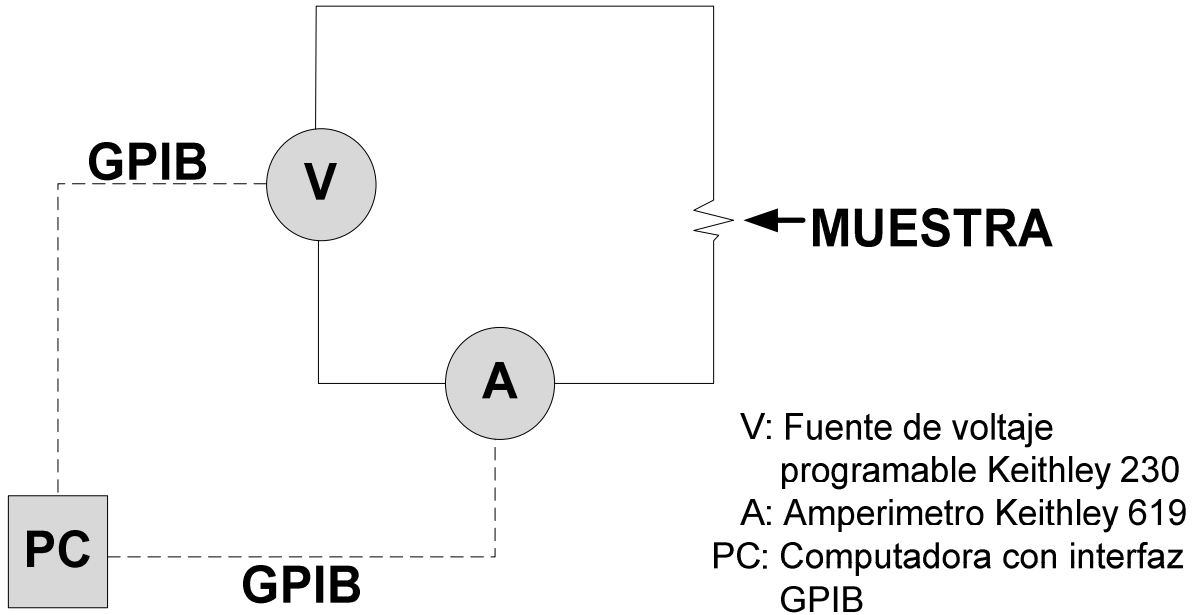 GPIB
V
MUESTRA
A
V: Fuente de voltaje
programable Keithley 230
A: Amperimetro Keithley 619
PC: Computadora con interfaz
GPIB
PC
GPIB